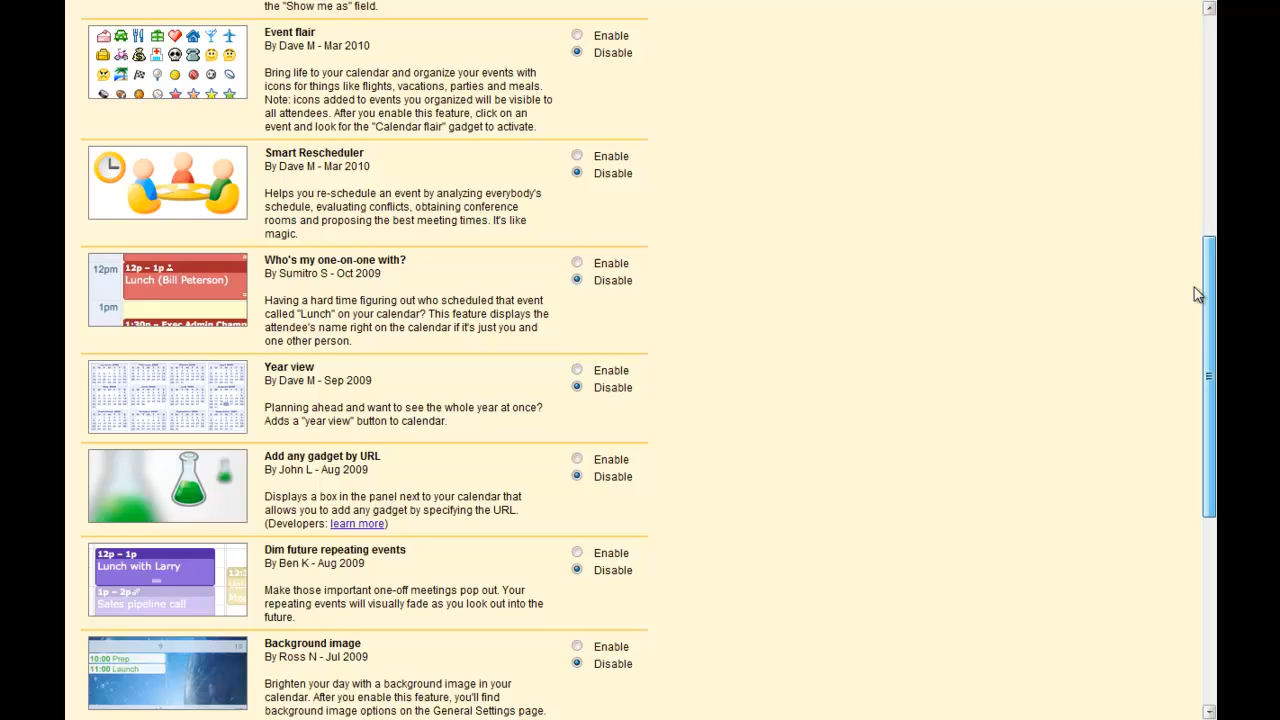 the "Show me as" field.
Event flair
By Dave M - Mar 2010
Enable
Disable
Bring life to your calendar and organize your events with
icons for things like flights, vacations, parties and meals.
Note: icons added to events you organized will be visible to
all attendees. After you enable this feature, click on an
event and look for the "Calendar flair" gadget to activate.
Smart Rescheduler
By Dave M - Mar 2010
Enable
Disable
Helps you re-schedule an event by analyzing everybody's
schedule, evaluating conflicts, obtaining conference
rooms and proposing the best meeting times. It's like
magic.
12pm
12p – 1p
Lunch (Bill Peterson)
1pm
1:30p – Exec Admin Champ
Who's my one-on-one with?
By Sumitro S - Oct 2009
Enable
Disable
Having a hard time figuring out who scheduled that event
called "Lunch" on your calendar? This feature displays the
attendee's name right on the calendar if it's just you and
one other person.
Year view
By Dave M - Sep 2009
Enable
Disable
Planning ahead and want to see the whole year at once?
Adds a "year view" button to calendar.
Add any gadget by URL
By John L - Aug 2009
Enable
Disable
Displays a box in the panel next to your calendar that
allows you to add any gadget by specifying the URL.
(Developers: learn more)
12p – 1p
Lunch with Larry
1p – 2p
Sales pipeline call
Dim future repeating events
By Ben K - Aug 2009
Enable
Disable
Make those important one-off meetings pop out. Your
repeating events will visually fade as you look out into the
future.
9
10:00 Prep
11:00 Launch
Background image
By Ross N - Jul 2009
Enable
Disable
Brighten your day with a background image in your
calendar. After you enable this feature, you'll find
background image options on the General Settings page.